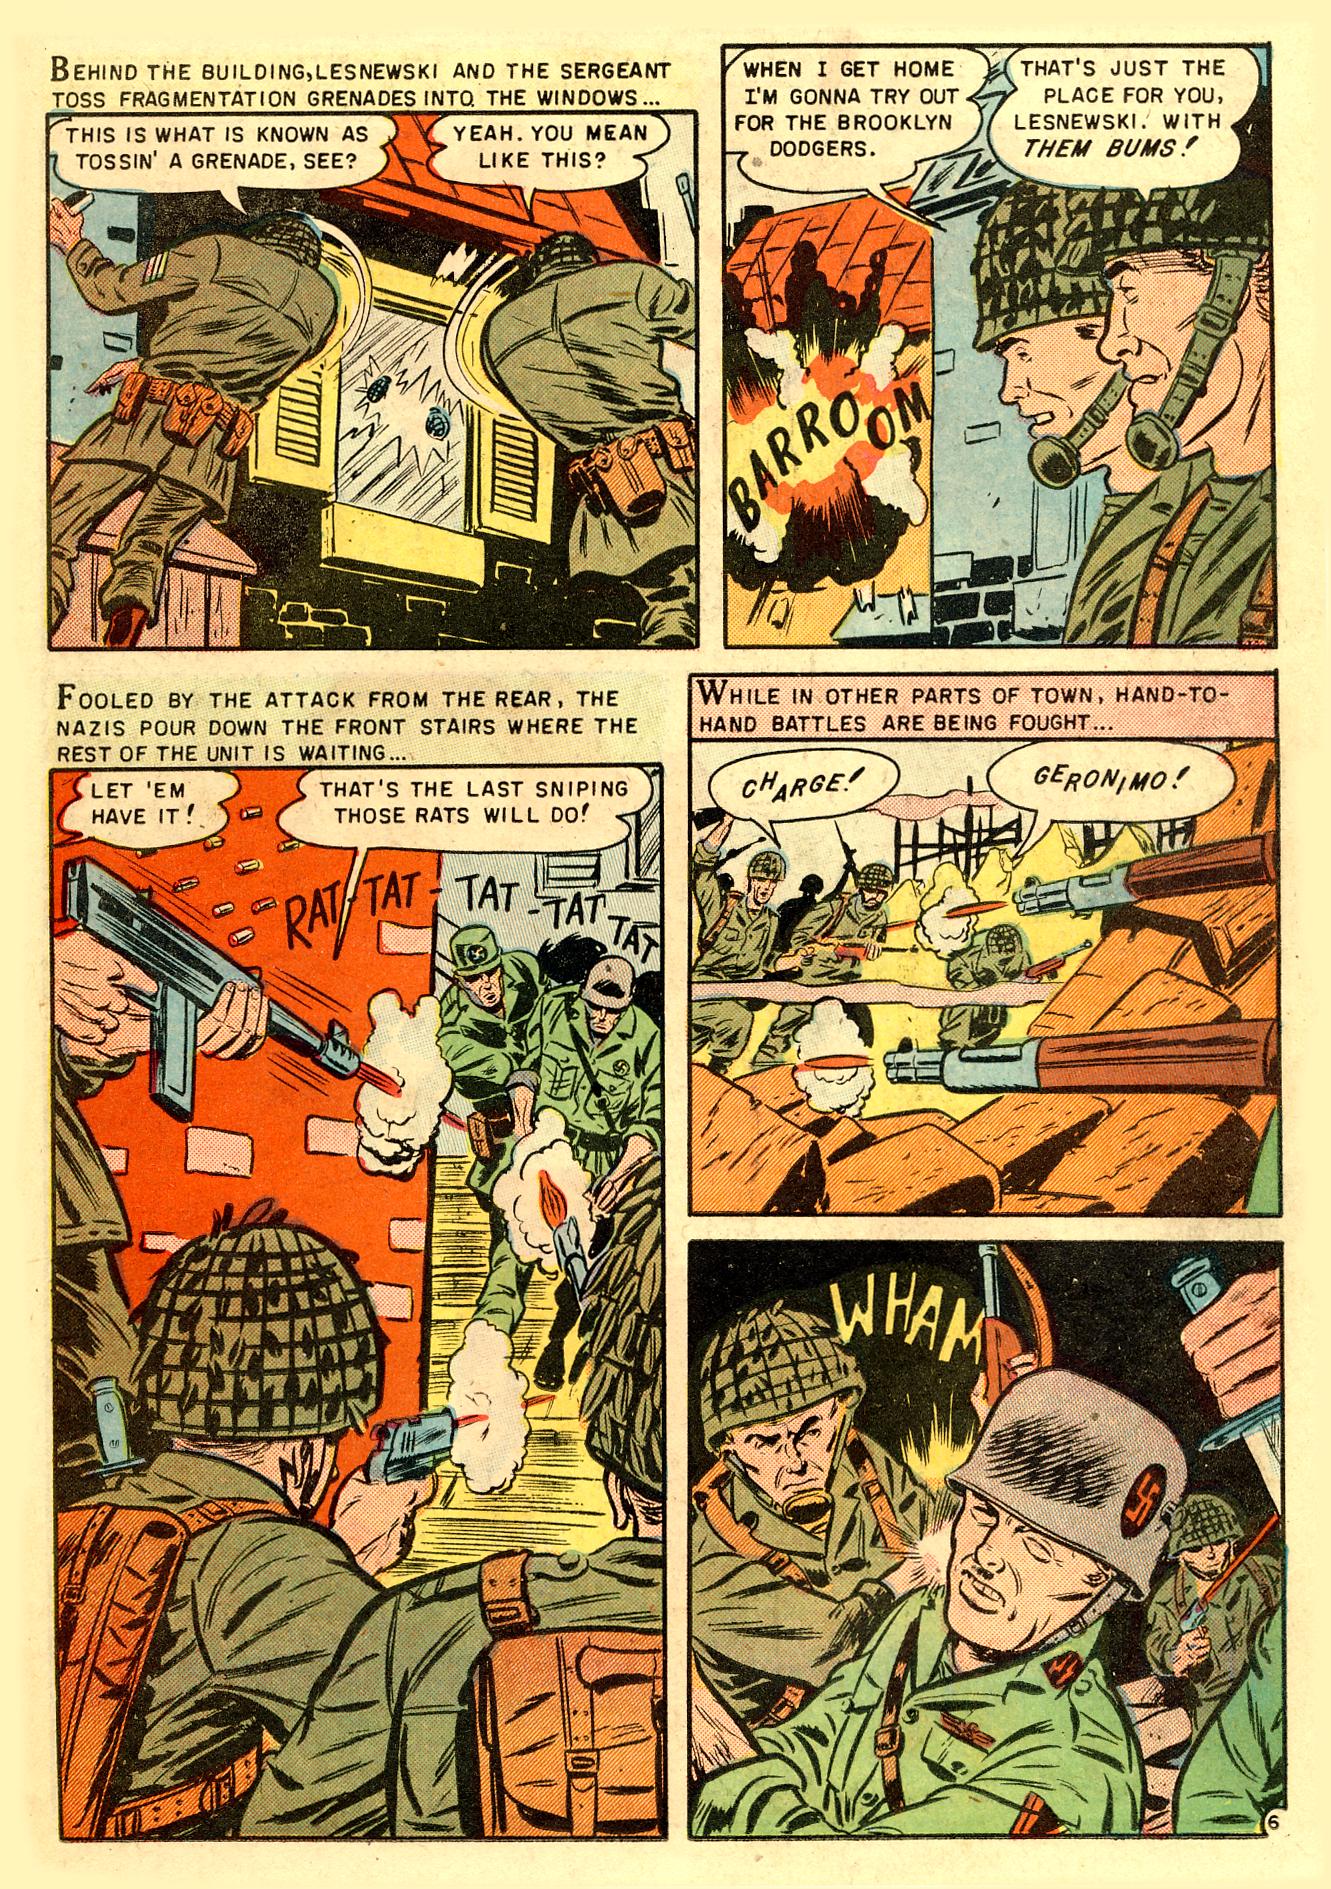 BEHIND THE BUILDING, LESNEWSKI AND THE SERGEANT
TOSS FRAGMENTATION GRENADES INTO THE WINDOWS...
THIS IS WHAT IS KNOWN AS
TOSSIN' A GRENADE, SEE?
YEAH. YOU MEAN
LIKE THIS?
WHEN I GET HOME
I'M GONNA TRY OUT
FOR THE BROOKLYN
DODGERS.
THAT'S JUST THE
PLACE FOR YOU,
LESNEWSKI. WITH
THEM BUMS!
BARROOM
FOOLED BY THE ATTACK FROM THE REAR, THE
NAZIS POUR DOWN THE FRONT STAIRS WHERE THE
REST OF THE UNIT IS WAITING...
LET 'EM
HAVE IT!
THAT'S THE LAST SNIPING
THOSE RATS WILL DO!
RAT TAT - TAT - TAT TAT
WHILE IN OTHER PARTS OF TOWN, HAND-TO-
HAND BATTLES ARE BEING FOUGHT...
CHARGE!
GERONIMO!
WHAM
6